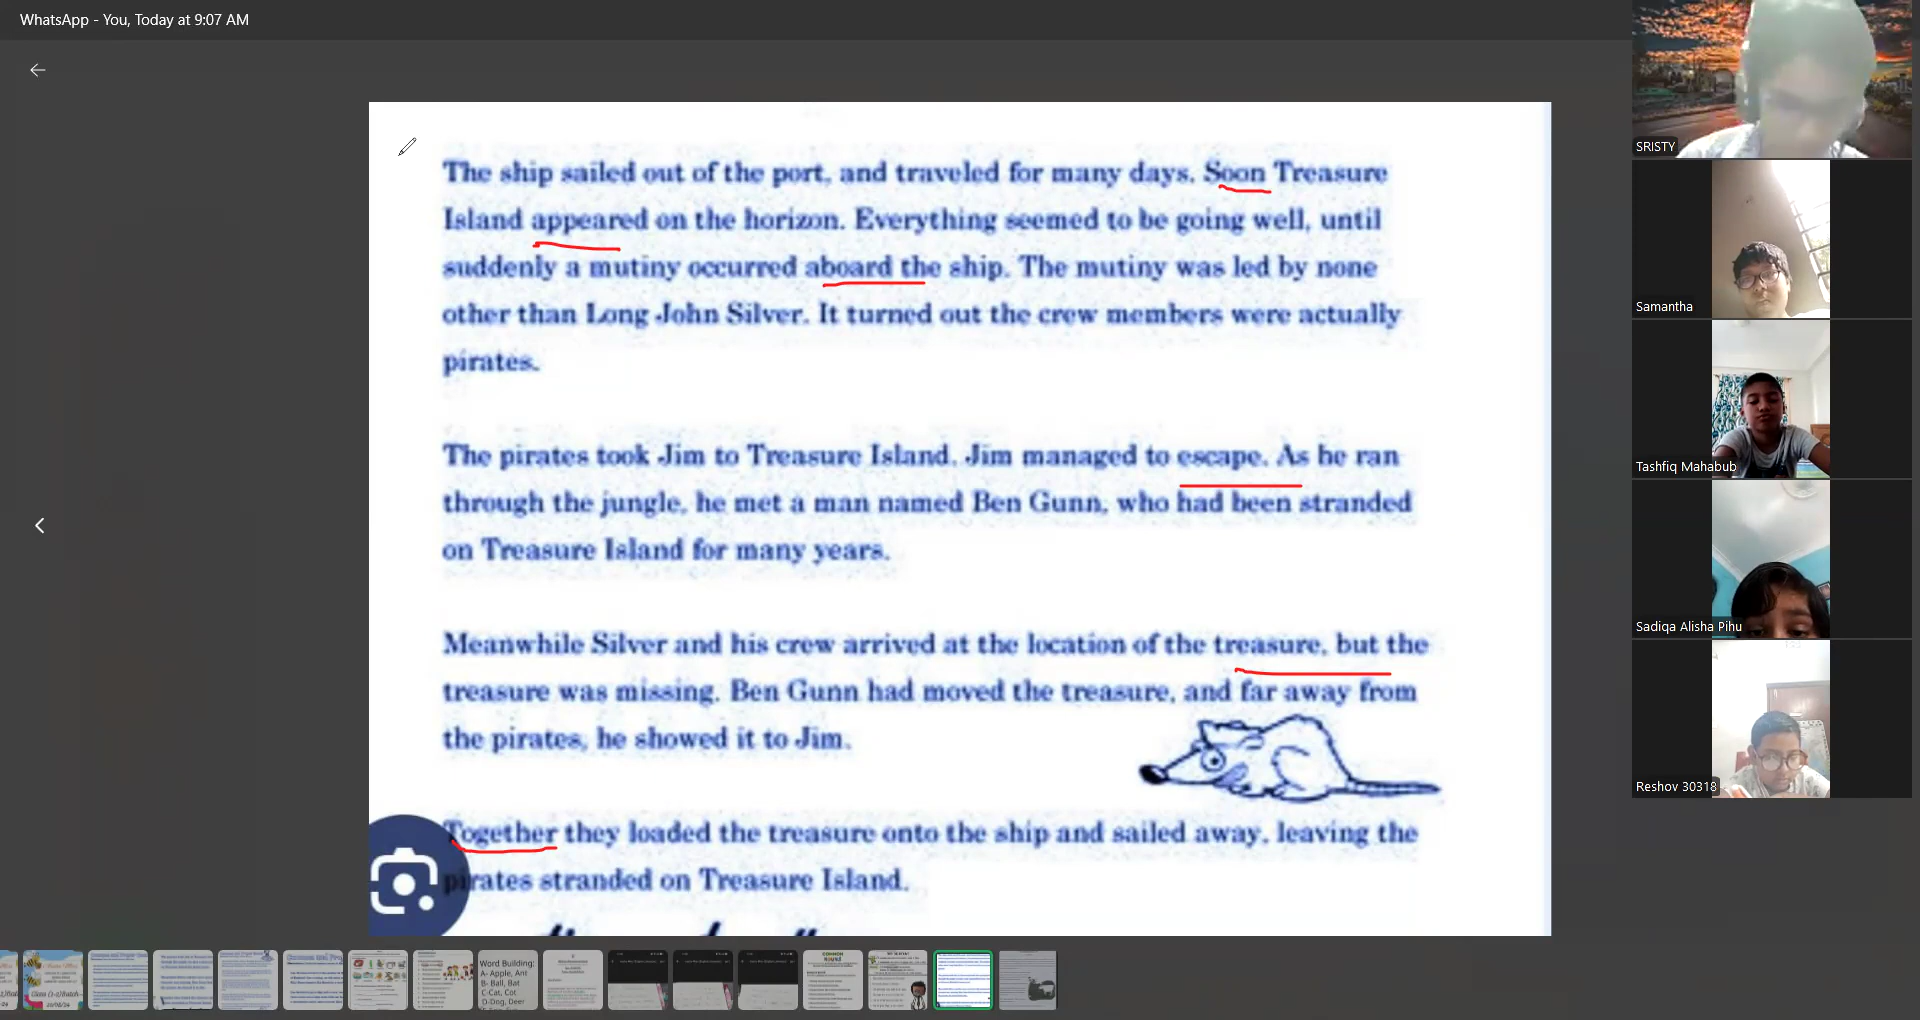 WhatsApp - You, Today at 9:07 AM
The ship sailed out of the port, and traveled for many days. Soon Treasure
Island appeared on the horizon. Everything seemed to be going well, until
suddenly a mutiny occurred aboard the ship. The mutiny was led by none
other than Long John Silver. It turned out the crew members were actually
pirates.
The pirates took Jim to Treasure Island. Jim managed to escape. As he ran
through the jungle, he met a man named Ben Gunn, who had been stranded
on Treasure Island for many years.
Meanwhile Silver and his crew arrived at the location of the treasure, but the
treasure was missing. Ben Gunn had moved the treasure, and far away from
the pirates, he showed it to Jim.
Together they loaded the treasure onto the ship and sailed away, leaving the
pirates stranded on Treasure Island.
SRISTY
Samantha
Tashfiq Mahabub
Sadiqa Alisha Pihu
Reshov 30318
Word Building:
A- Apple, Ant
B- Ball, Bat
C-Cat, Cot
D-Dog, Deer